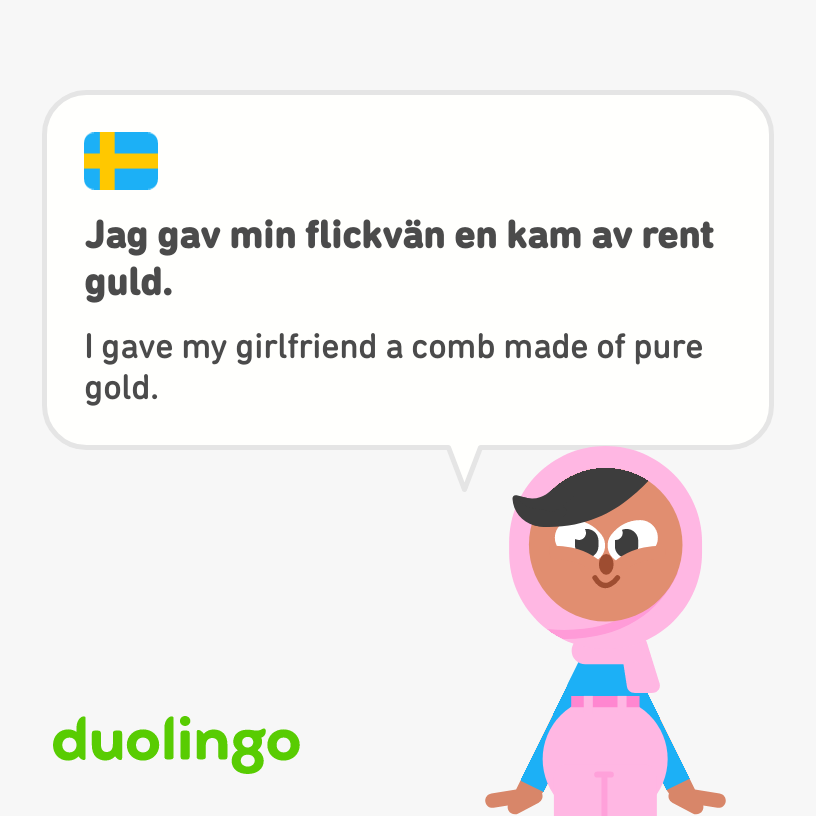 Jag gav min flickvän en kam av rent
guld.
I gave my girlfriend a comb made of pure
gold.
duolingo